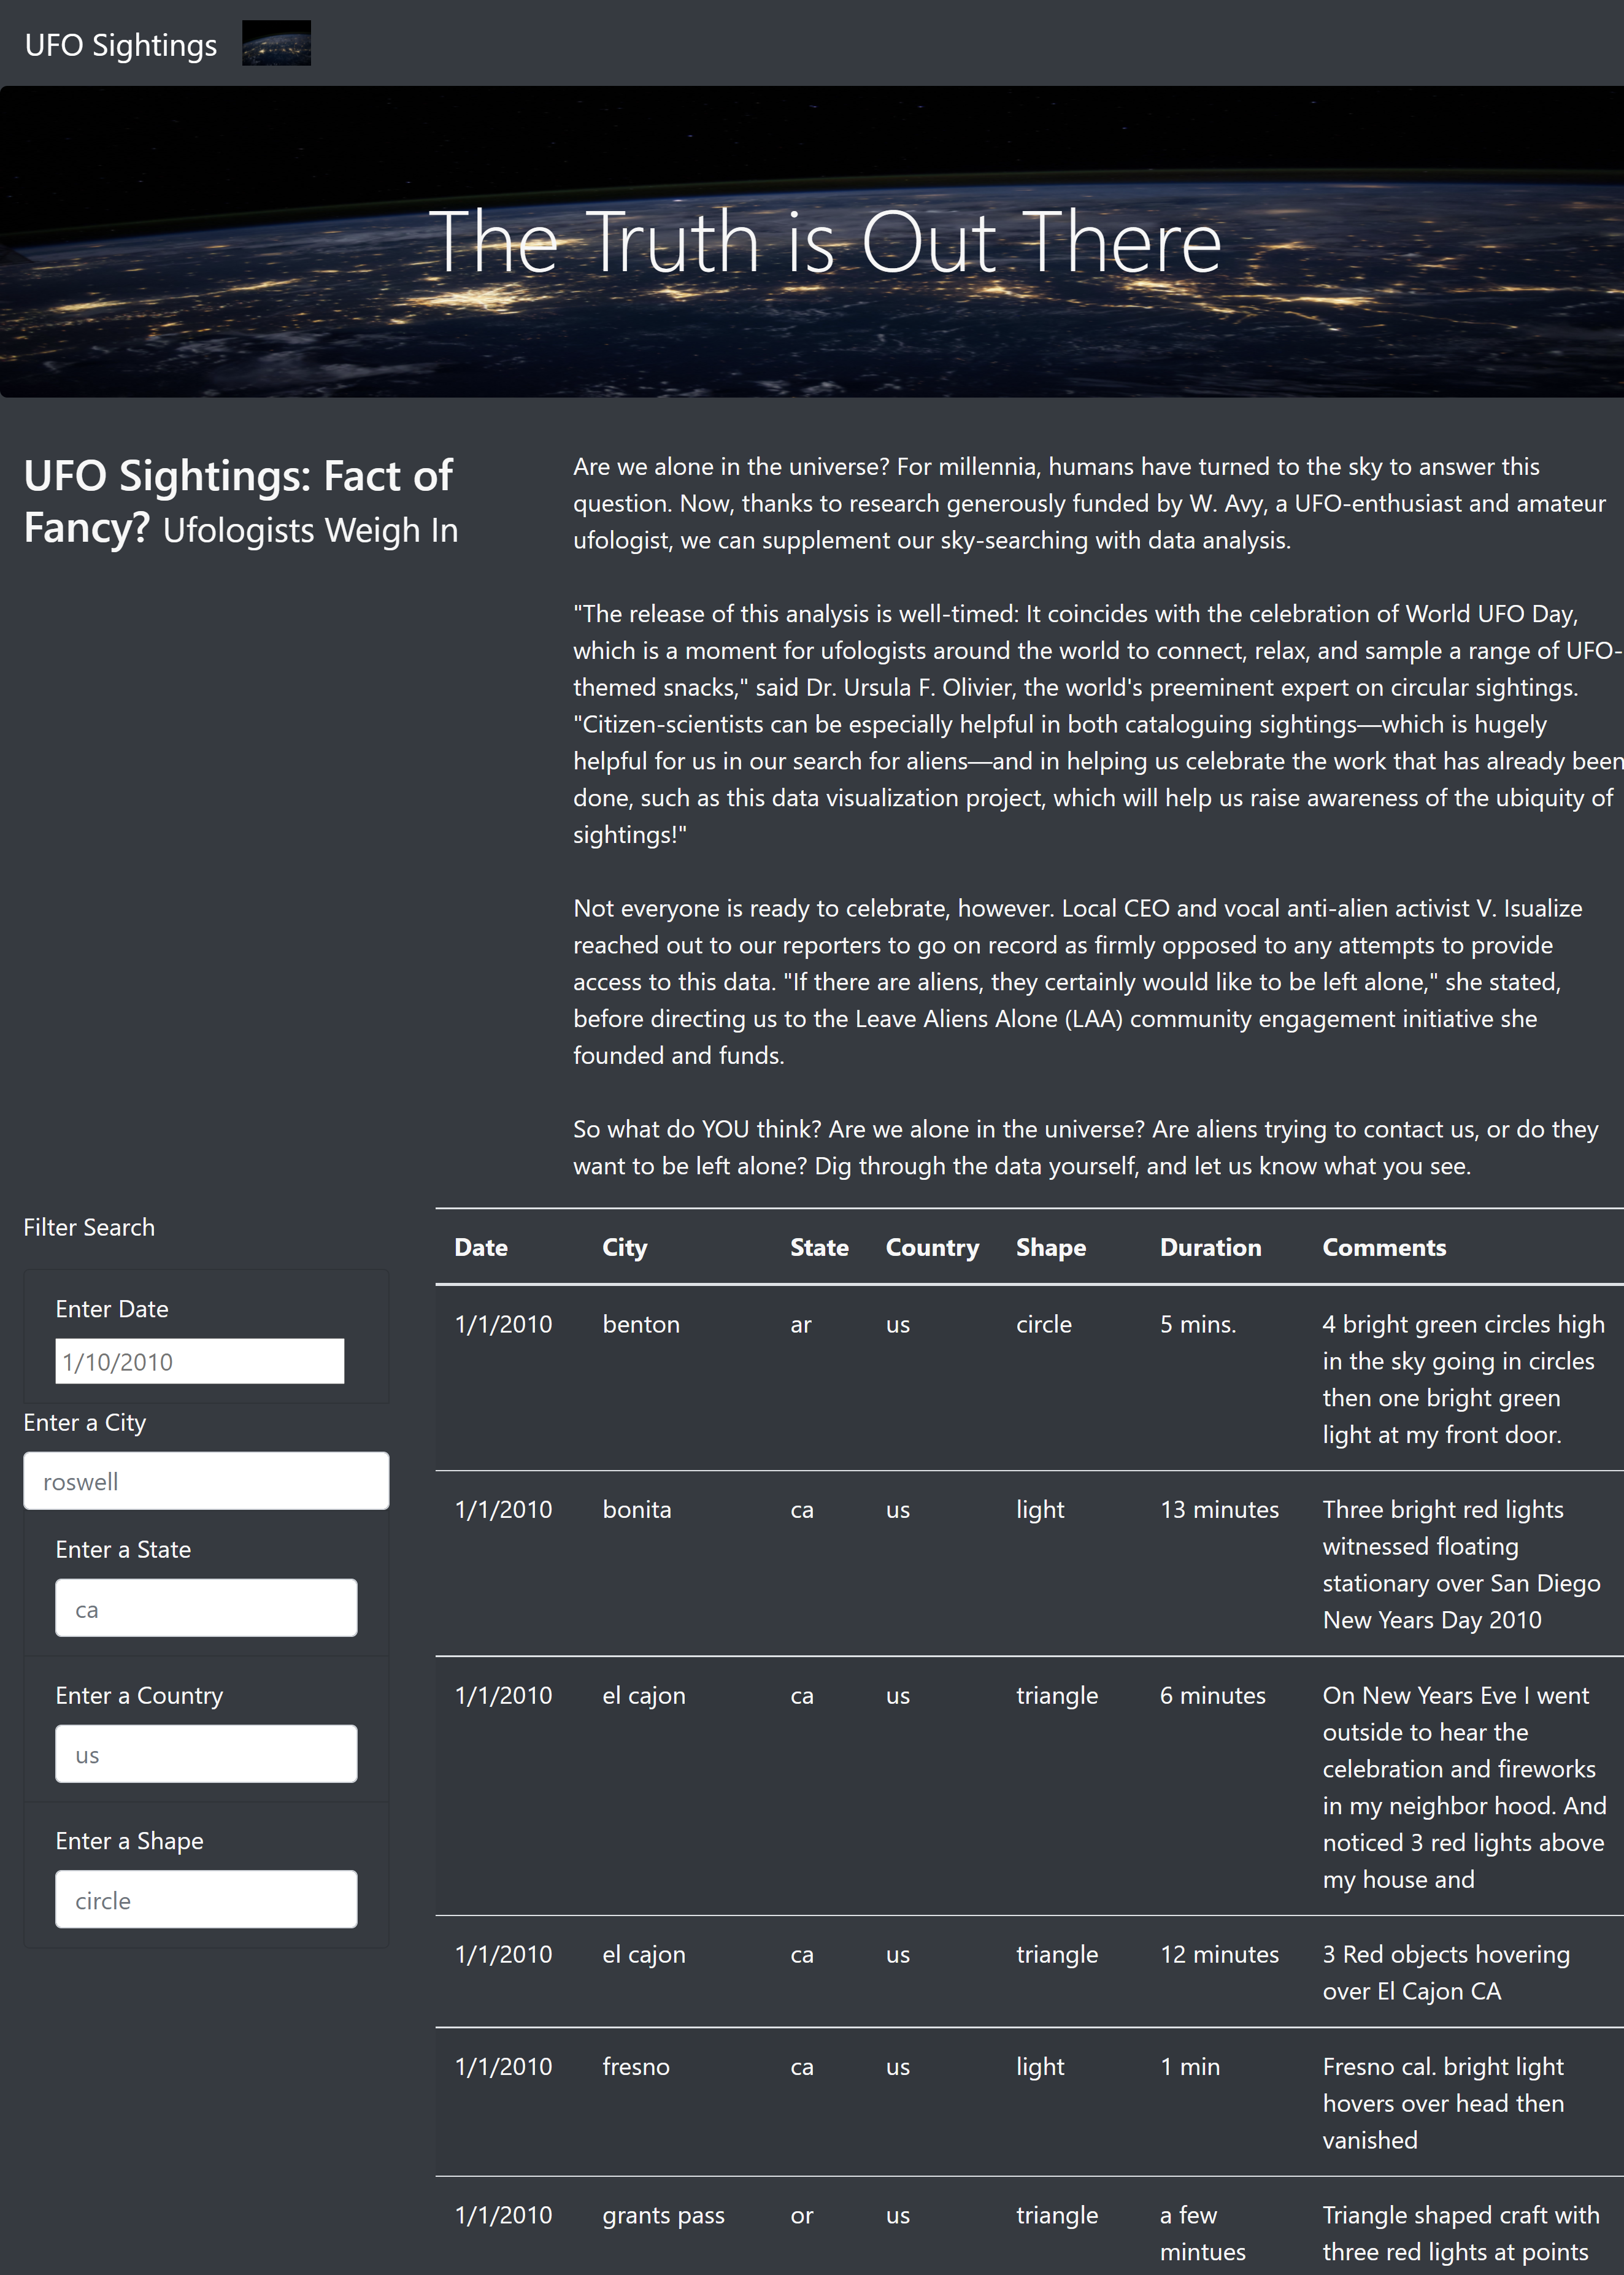 UFO Sightings
The Truth is Out There
UFO Sightings: Fact of
Fancy? Ufologists Weigh In
Are we alone in the universe? For millennia, humans have turned to the sky to answer this
question. Now, thanks to research generously funded by W. Avy, a UFO-enthusiast and amateur
ufologist, we can supplement our sky-searching with data analysis.
"The release of this analysis is well-timed: It coincides with the celebration of World UFO Day,
which is a moment for ufologists around the world to connect, relax, and sample a range of UFO-
themed snacks," said Dr. Ursula F. Olivier, the world's preeminent expert on circular sightings.
"Citizen-scientists can be especially helpful in both cataloguing sightings—which is hugely
helpful for us in our search for aliens—and in helping us celebrate the work that has already been
done, such as this data visualization project, which will help us raise awareness of the ubiquity of
sightings!"
Not everyone is ready to celebrate, however. Local CEO and vocal anti-alien activist V. Isualize
reached out to our reporters to go on record as firmly opposed to any attempts to provide
access to this data. "If there are aliens, they certainly would like to be left alone," she stated,
before directing us to the Leave Aliens Alone (LAA) community engagement initiative she
founded and funds.
So what do YOU think? Are we alone in the universe? Are aliens trying to contact us, or do they
want to be left alone? Dig through the data yourself, and let us know what you see.
Filter Search
Enter Date
1/10/2010
Enter a City
roswell
Enter a State
ca
Enter a Country
us
Enter a Shape
circle
Date City State Country Shape Duration Comments
1/1/2010 benton ar us circle 5 mins. 4 bright green circles high
in the sky going in circles
then one bright green
light at my front door.
1/1/2010 bonita ca us light 13 minutes Three bright red lights
witnessed floating
stationary over San Diego
New Years Day 2010
1/1/2010 el cajon ca us triangle 6 minutes On New Years Eve I went
outside to hear the
celebration and fireworks
in my neighbor hood. And
noticed 3 red lights above
my house and
1/1/2010 el cajon ca us triangle 12 minutes 3 Red objects hovering
over El Cajon CA
1/1/2010 fresno ca us light 1 min Fresno cal. bright light
hovers over head then
vanished
1/1/2010 grants pass or us triangle a few Triangle shaped craft with
mintues three red lights at points